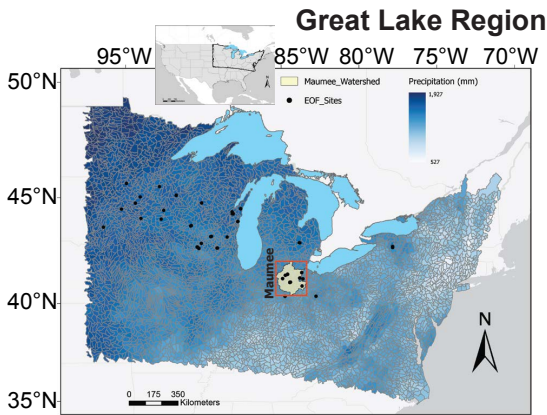 Great Lake Region
95°W
85°W
80°W
75°W
70°W
50°N
45°N
40°N
35°N
Maumee_Watershed
EOF_Sites
Precipitation (mm)
1,927
527
Maumee
N
0 175 350
Kilometers